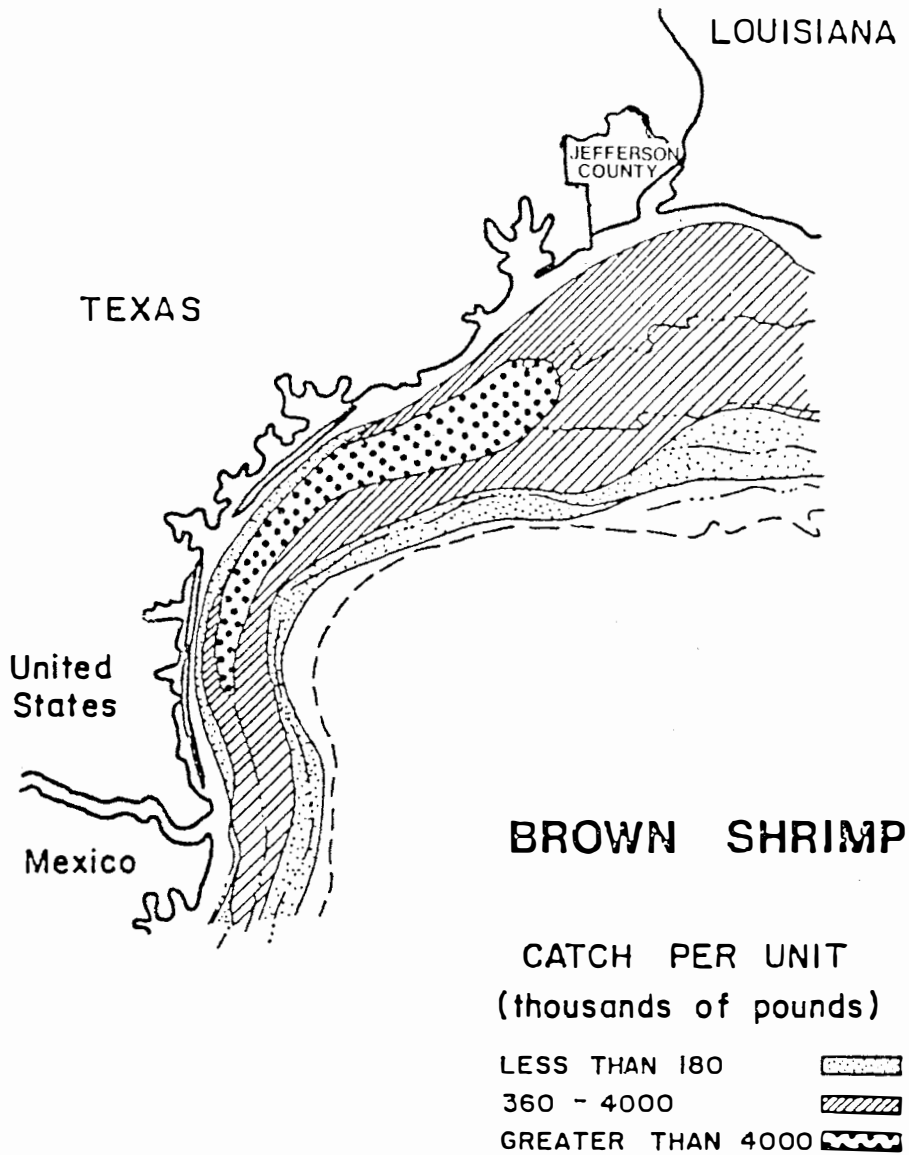 LOUISIANA
JEFFERSON
COUNTY
TEXAS
United
States
Mexico
BROWN SHRIMP
CATCH PER UNIT
(thousands of pounds)
LESS THAN 180
360 - 4000
GREATER THAN 4000